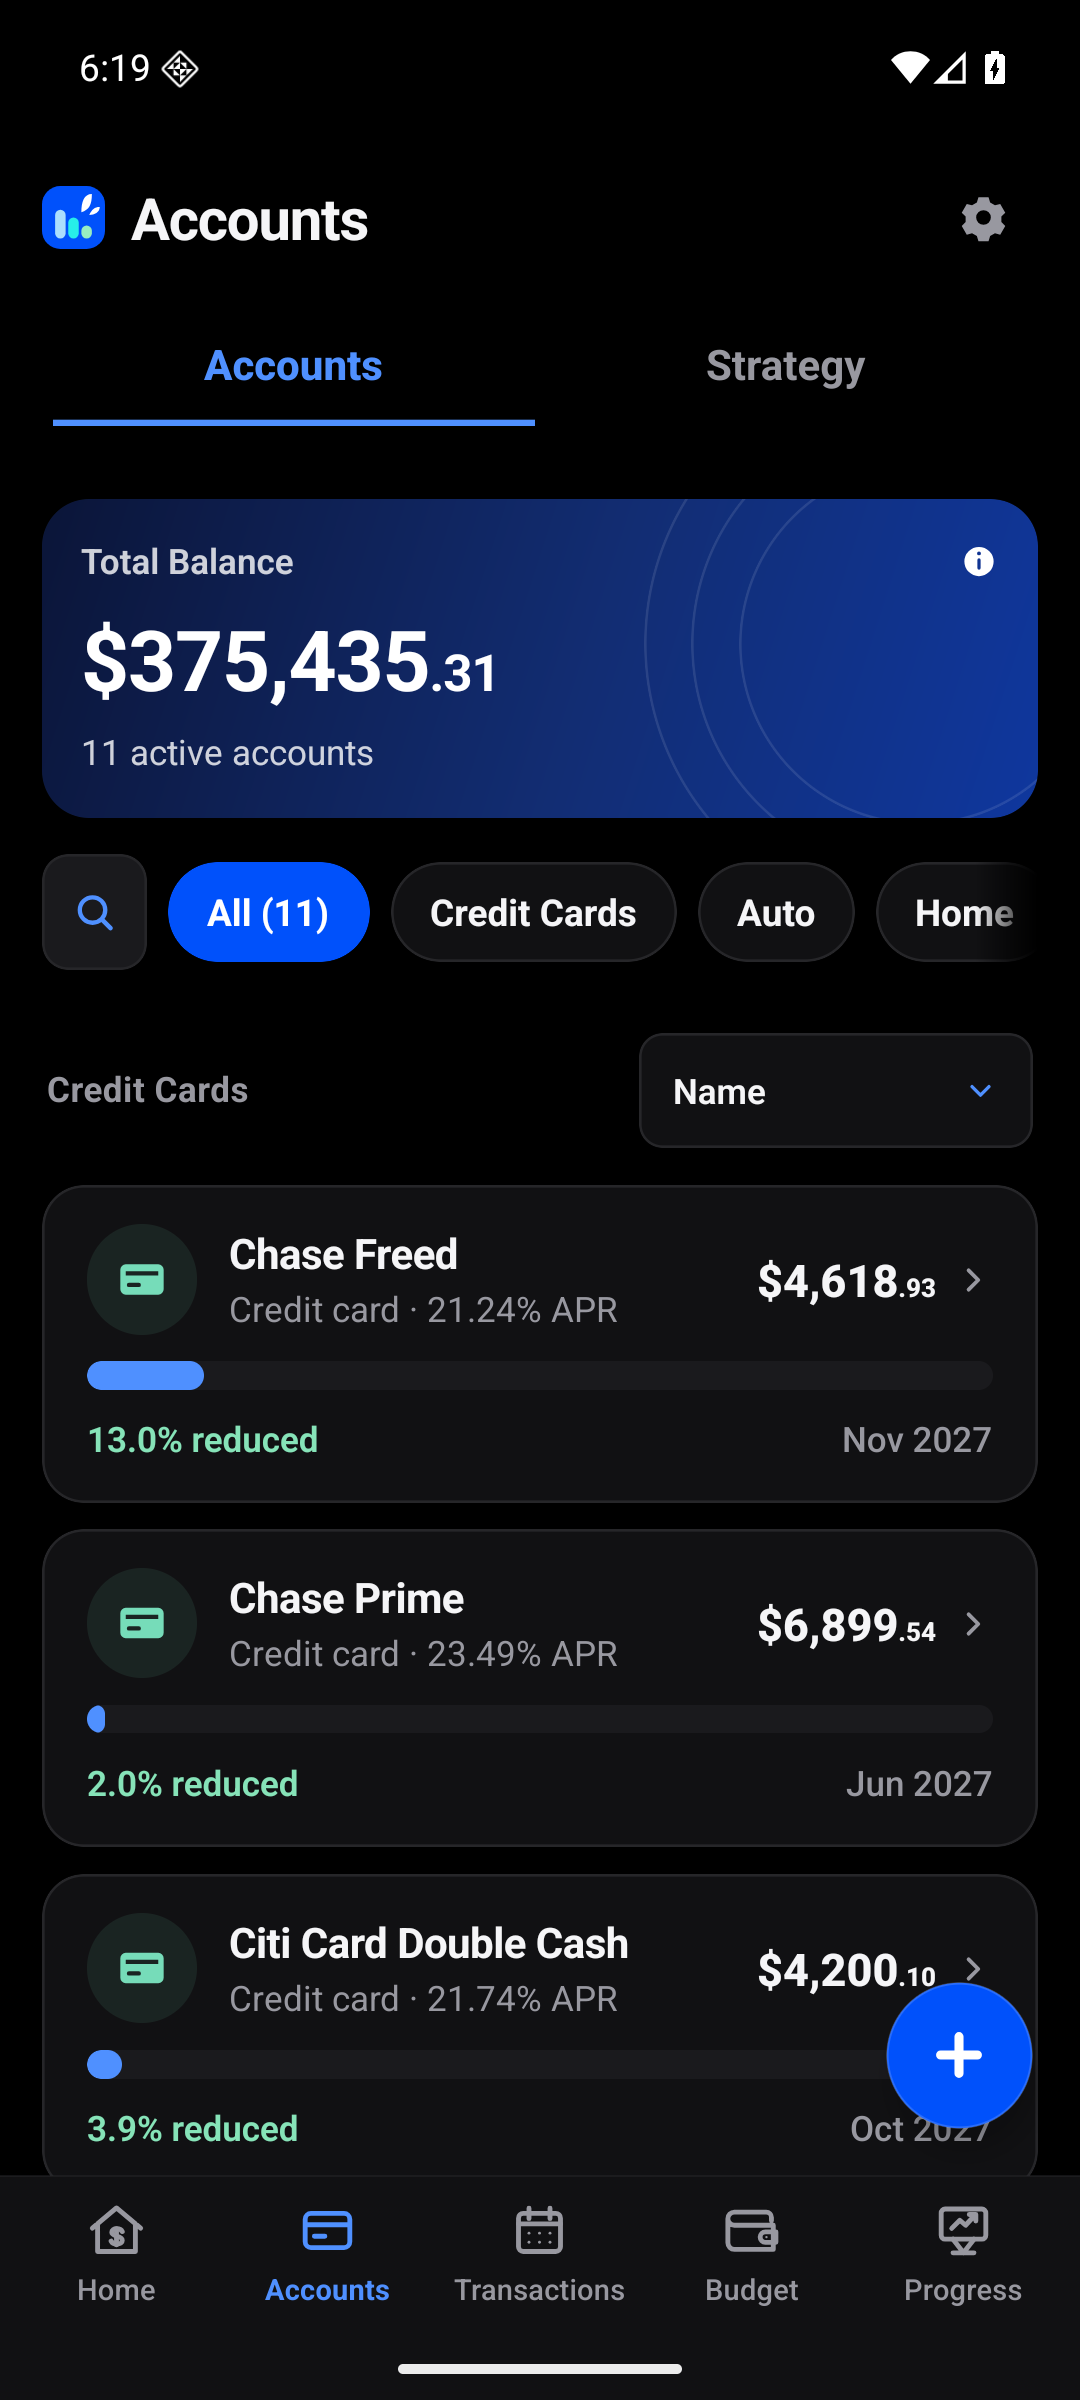 6:19
Accounts
Accounts
Strategy
Total Balance
$375,435.31
11 active accounts
All (11)
Credit Cards
Auto
Home
Credit Cards
Name
Chase Freed
$4,618.93
Credit card · 21.24% APR
13.0% reduced
Nov 2027
Chase Prime
$6,899.54
Credit card · 23.49% APR
2.0% reduced
Jun 2027
Citi Card Double Cash
$4,200.10
Credit card · 21.74% APR
3.9% reduced
Oct 2027
Home
Accounts
Transactions
Budget
Progress